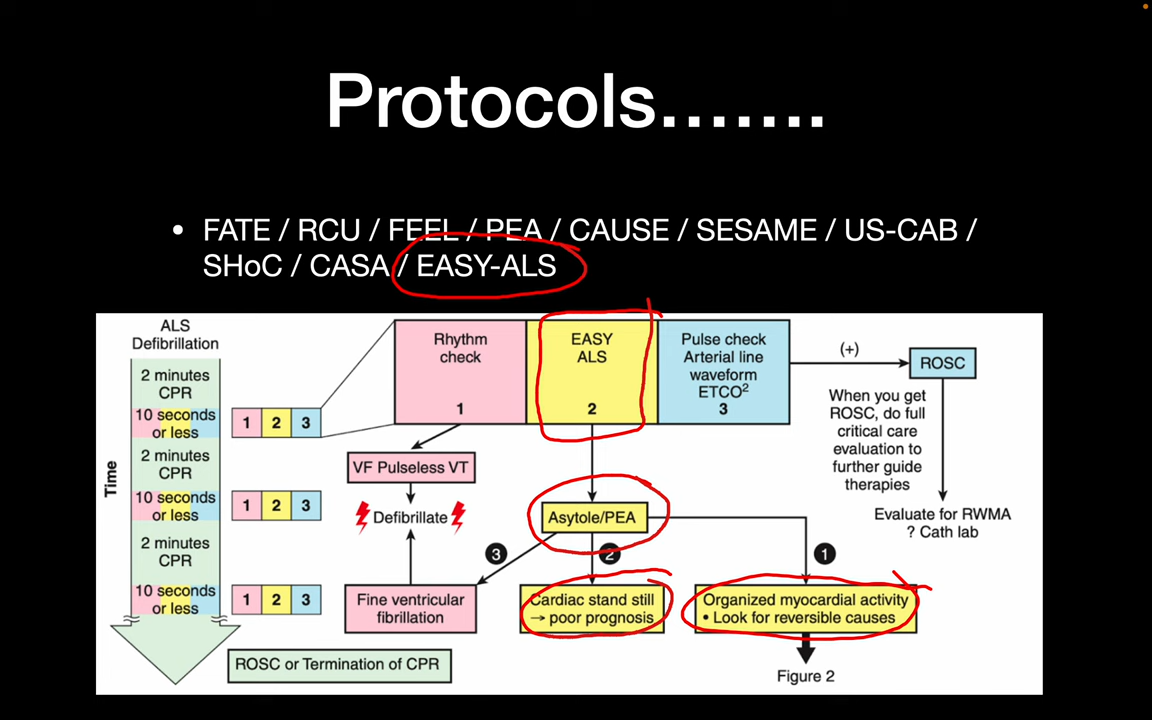 Protocols.......
• FATE / RCU / FEEL / PEA / CAUSE / SESAME / US-CAB /
SHoC / CASA / EASY-ALS
ALS
Defibrillation
2 minutes
CPR
10 seconds
or less
2 minutes
CPR
10 seconds
or less
2 minutes
CPR
10 seconds
or less
Time
1 2 3
1 2 3
1 2 3
ROSC or Termination of CPR
Rhythm
check
1
EASY
ALS
2
Pulse check
Arterial line
waveform
ETCO2
3
(+)
ROSC
When you get
ROSC, do full
critical care
evaluation to
further guide
therapies
Evaluate for RWMA
? Cath lab
VF Pulseless VT
Defibrillate
Asytole/PEA
3
2
1
Fine ventricular
fibrillation
Cardiac stand still
→ poor prognosis
Organized myocardial activity
• Look for reversible causes
Figure 2